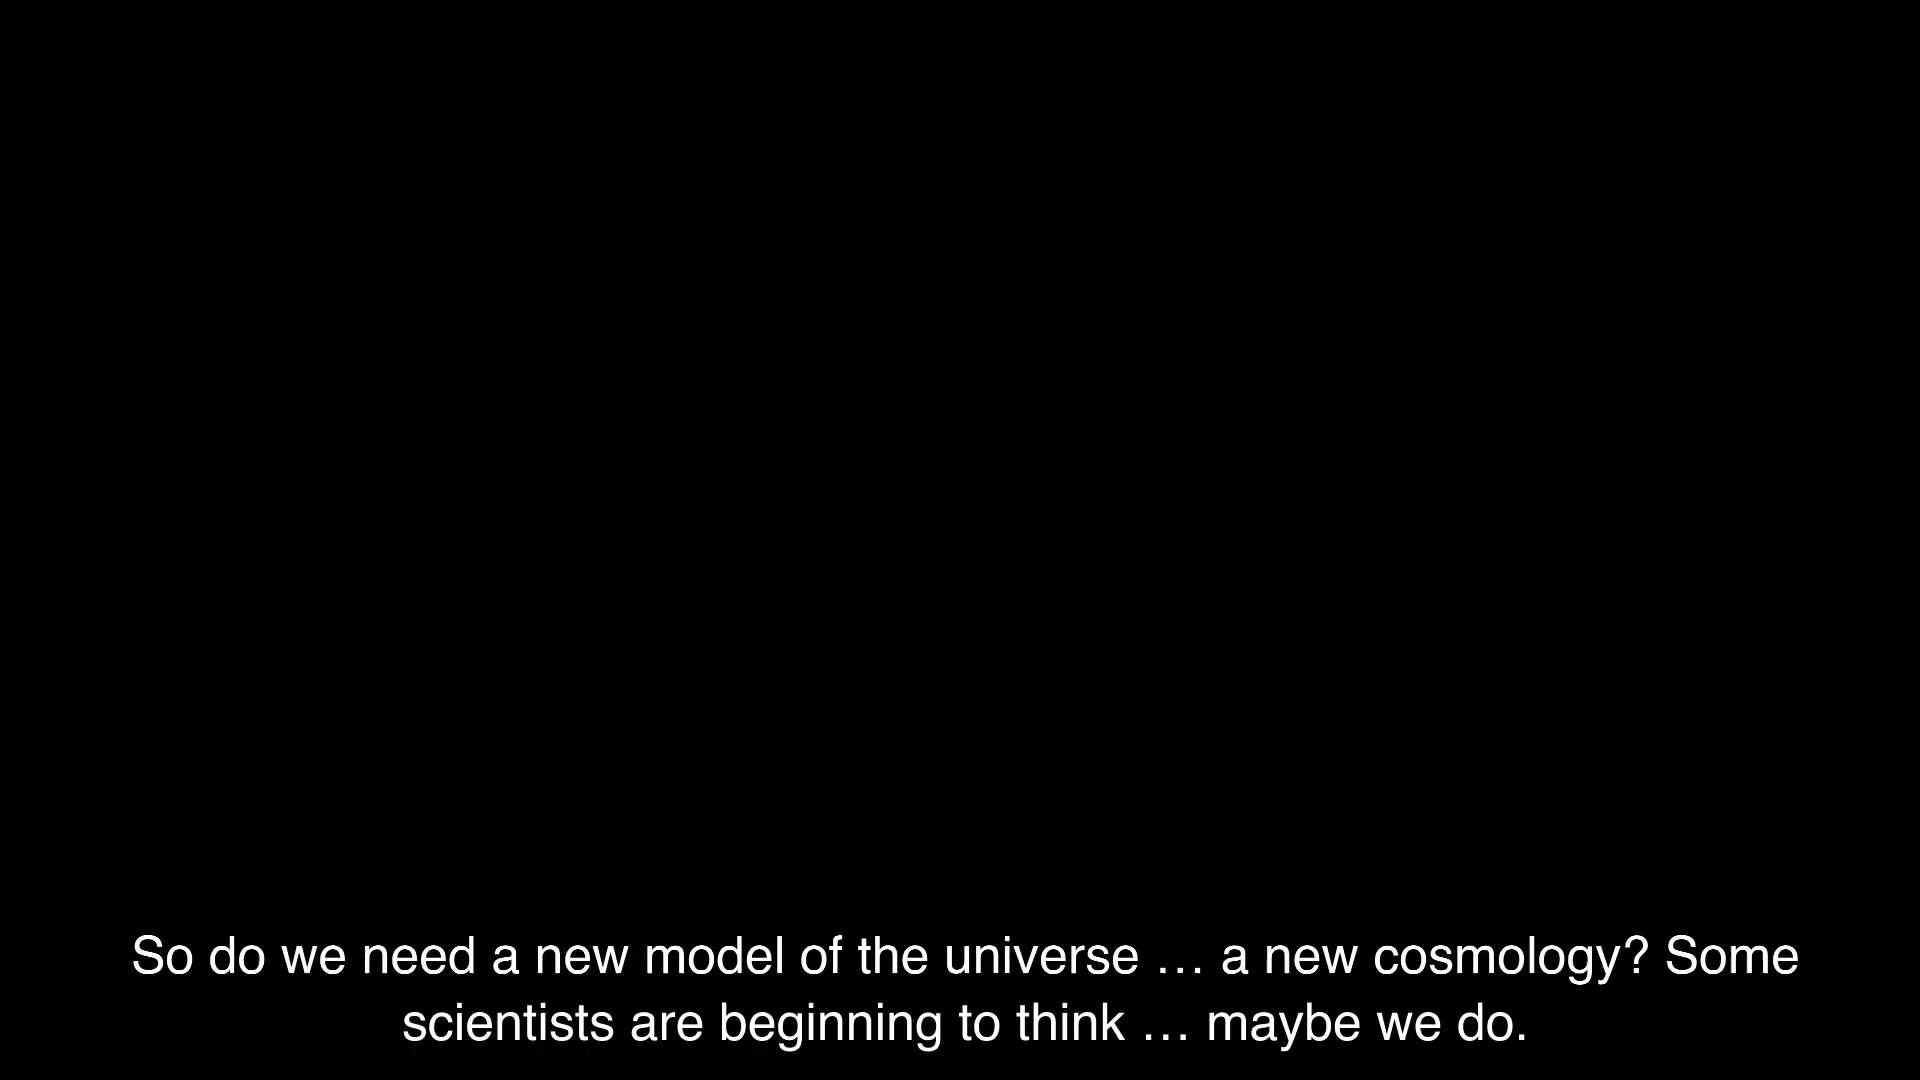 So do we need a new model of the universe … a new cosmology? Some
scientists are beginning to think … maybe we do.